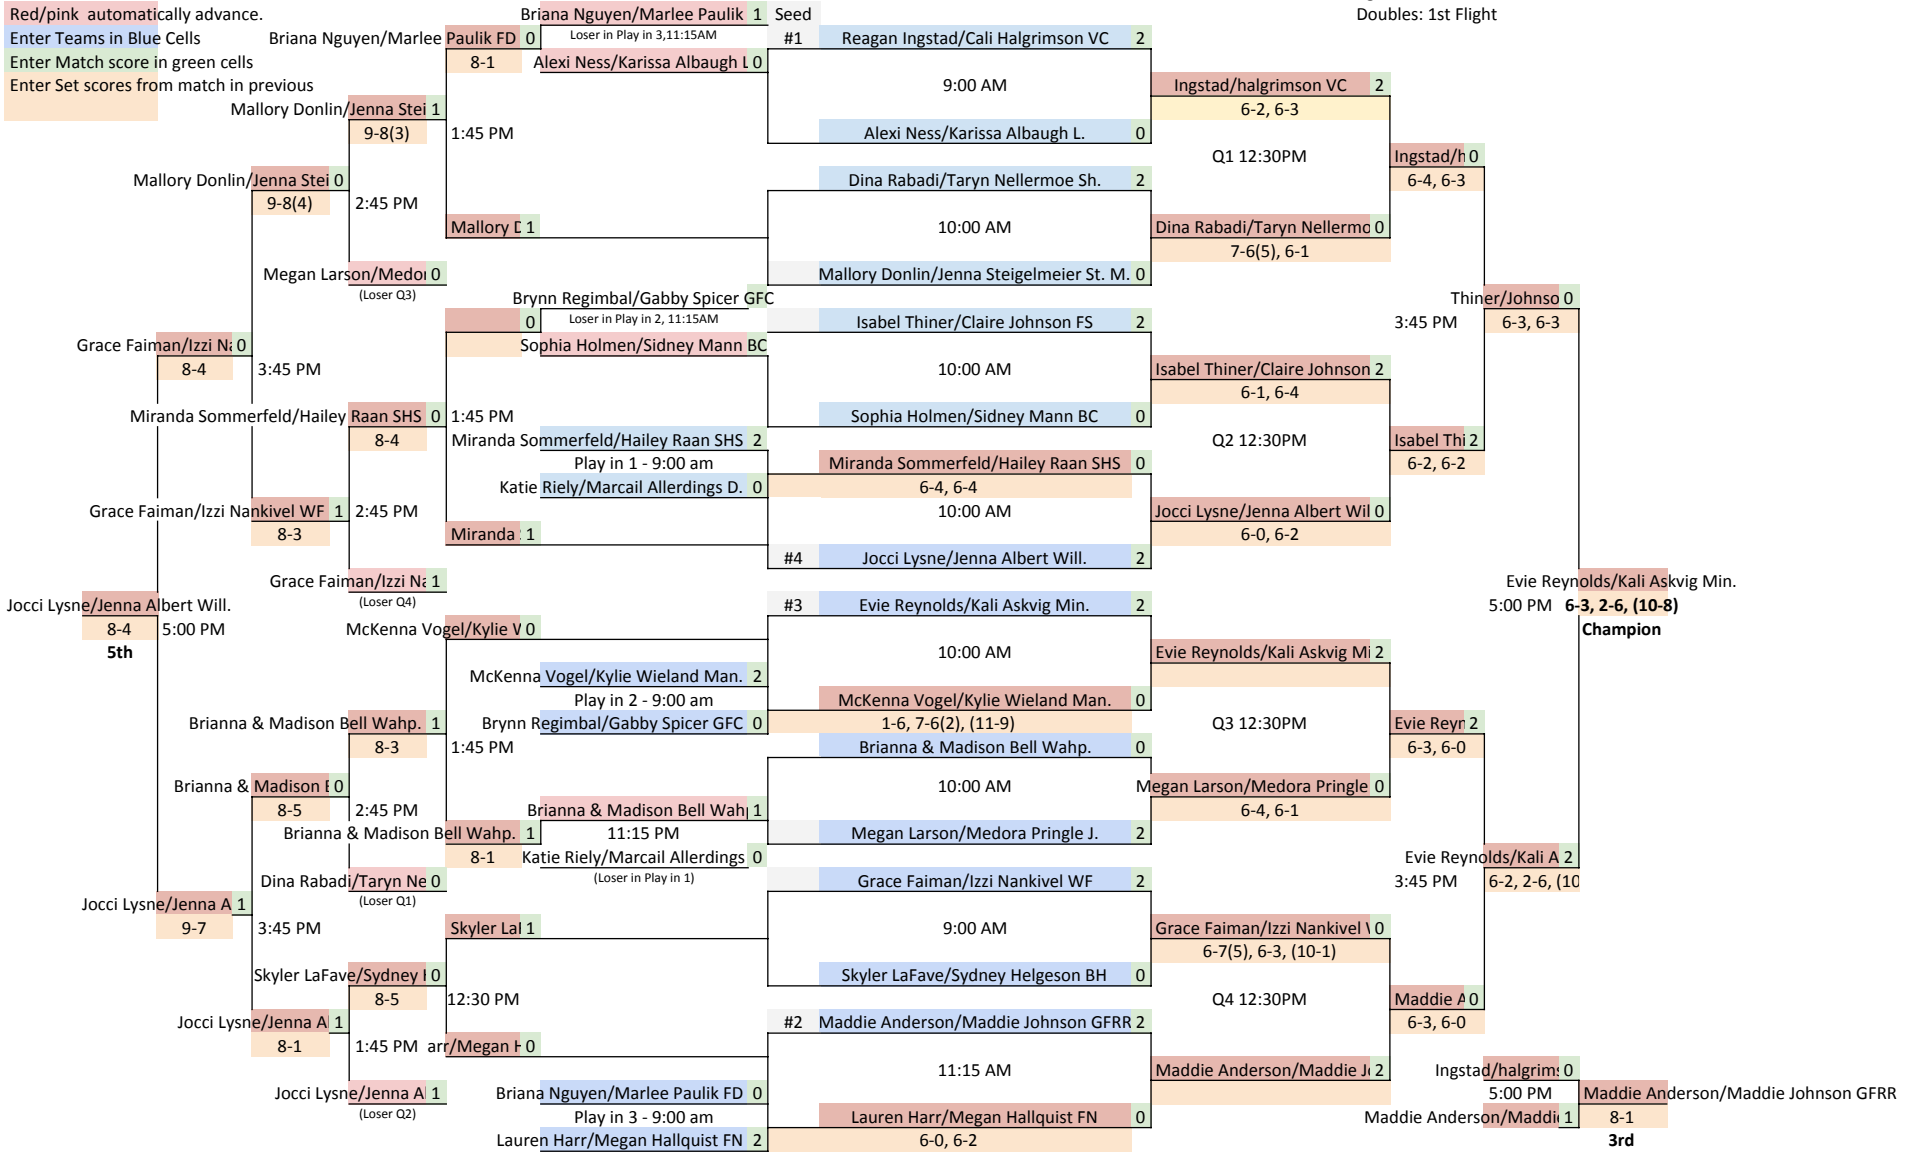 Red/pink automatically advance.
Enter Teams in Blue Cells
Enter Match score in green cells
Enter Set scores from match in previous
Doubles: 1st Flight
Briana Nguyen/Marlee Paulik 1 Seed
Loser in Play in 3,11:15AM
Briana Nguyen/Marlee Paulik FD 0
8-1
Alexi Ness/Karissa Albaugh L 0
#1 Reagan Ingstad/Cali Halgrimson VC 2
9:00 AM
Alexi Ness/Karissa Albaugh L. 0
Ingstad/halgrimson VC 2
6-2, 6-3
Mallory Donlin/Jenna Stei 1
9-8(3)
1:45 PM
Q1 12:30PM
Ingstad/h 0
6-4, 6-3
Mallory Donlin/Jenna Stei 0
9-8(4)
2:45 PM
Dina Rabadi/Taryn Nellermoe Sh. 2
10:00 AM
Mallory D 1
Dina Rabadi/Taryn Nellermo 0
7-6(5), 6-1
Mallory Donlin/Jenna Steigelmeier St. M. 0
Megan Larson/Medor 0
(Loser Q3)
Brynn Regimbal/Gabby Spicer GFC
Loser in Play in 2, 11:15AM
0
Sophia Holmen/Sidney Mann BC
Isabel Thiner/Claire Johnson FS 2
10:00 AM
Sophia Holmen/Sidney Mann BC 0
Thiner/Johnso 0
3:45 PM
6-3, 6-3
Grace Faiman/Izzi Na 0
8-4
3:45 PM
Isabel Thiner/Claire Johnson 2
6-1, 6-4
Miranda Sommerfeld/Hailey Raan SHS 0
8-4
1:45 PM
Miranda Sommerfeld/Hailey Raan SHS 2
Play in 1 - 9:00 am
Katie Riely/Marcail Allerdings D. 0
Q2 12:30PM
Isabel Thi 2
6-2, 6-2
Miranda Sommerfeld/Hailey Raan SHS 0
6-4, 6-4
10:00 AM
Grace Faiman/Izzi Nankivel WF 1
8-3
2:45 PM
Miranda 1
Jocci Lysne/Jenna Albert Wil 0
6-0, 6-2
#4 Jocci Lysne/Jenna Albert Will. 2
Grace Faiman/Izzi Na 1
(Loser Q4)
Jocci Lysne/Jenna Albert Will.
8-4
5:00 PM
5th
Evie Reynolds/Kali Askvig Min.
5:00 PM 6-3, 2-6, (10-8)
Champion
#3 Evie Reynolds/Kali Askvig Min. 2
McKenna Vogel/Kylie V 0
10:00 AM
Evie Reynolds/Kali Askvig Mi 2
McKenna Vogel/Kylie Wieland Man. 2
Play in 2 - 9:00 am
Brynn Regimbal/Gabby Spicer GFC 0
McKenna Vogel/Kylie Wieland Man. 0
1-6, 7-6(2), (11-9)
Q3 12:30PM
Evie Reyn 2
6-3, 6-0
Brianna & Madison Bell Wahp. 1
8-3
1:45 PM
Brianna & Madison Bell Wahp. 0
10:00 AM
Brianna & Madison B 0
8-5
2:45 PM
Megan Larson/Medora Pringle 0
6-4, 6-1
Brianna & Madison Bell Wah 1
11:15 PM
Brianna & Madison Bell Wahp. 1
8-1
Katie Riely/Marcail Allerdings 0
(Loser in Play in 1)
Megan Larson/Medora Pringle J. 2
Evie Reynolds/Kali A 2
3:45 PM
6-2, 2-6, (10
Dina Rabadi/Taryn Ne 0
(Loser Q1)
Grace Faiman/Izzi Nankivel WF 2
9:00 AM
Jocci Lysne/Jenna A 1
9-7
3:45 PM
Skyler LaF 1
Grace Faiman/Izzi Nankivel 0
6-7(5), 6-3, (10-1)
Skyler LaFave/Sydney Helgeson BH 0
Skyler LaFave/Sydney 0
8-5
12:30 PM
Q4 12:30PM
Maddie A 0
6-3, 6-0
Jocci Lysne/Jenna A 1
8-1
1:45 PM
arr/Megan H 0
#2 Maddie Anderson/Maddie Johnson GFRR 2
11:15 AM
Maddie Anderson/Maddie J 2
Jocci Lysne/Jenna A 1
(Loser Q2)
Briana Nguyen/Marlee Paulik FD 0
Play in 3 - 9:00 am
Lauren Harr/Megan Hallquist FN 2
Lauren Harr/Megan Hallquist FN 0
6-0, 6-2
Ingstad/halgrims 0
5:00 PM
Maddie Anderson/Maddie 1
Maddie Anderson/Maddie Johnson GFRR
8-1
3rd